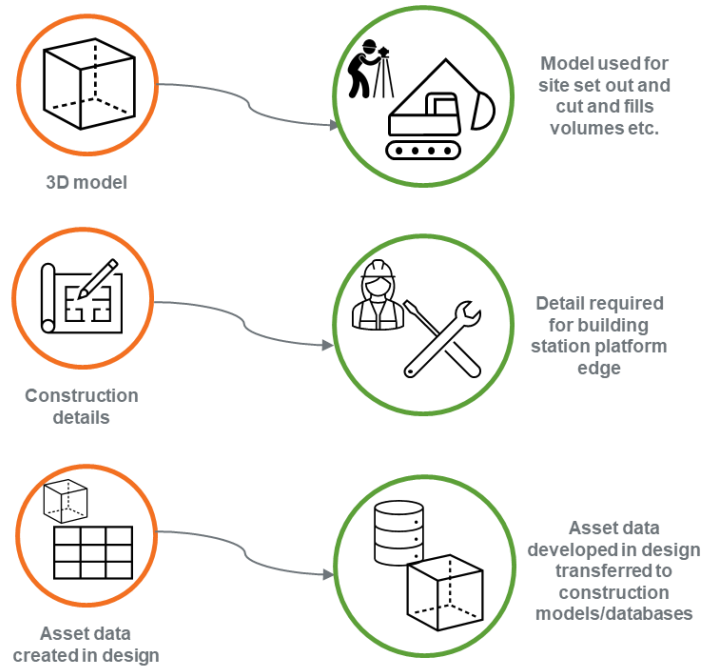 3D model
Model used for
site set out and
cut and fills
volumes etc.
Construction
details
Detail required
for building
station platform
edge
Asset data
created in design
Asset data
developed in design
transferred to
construction
models/databases